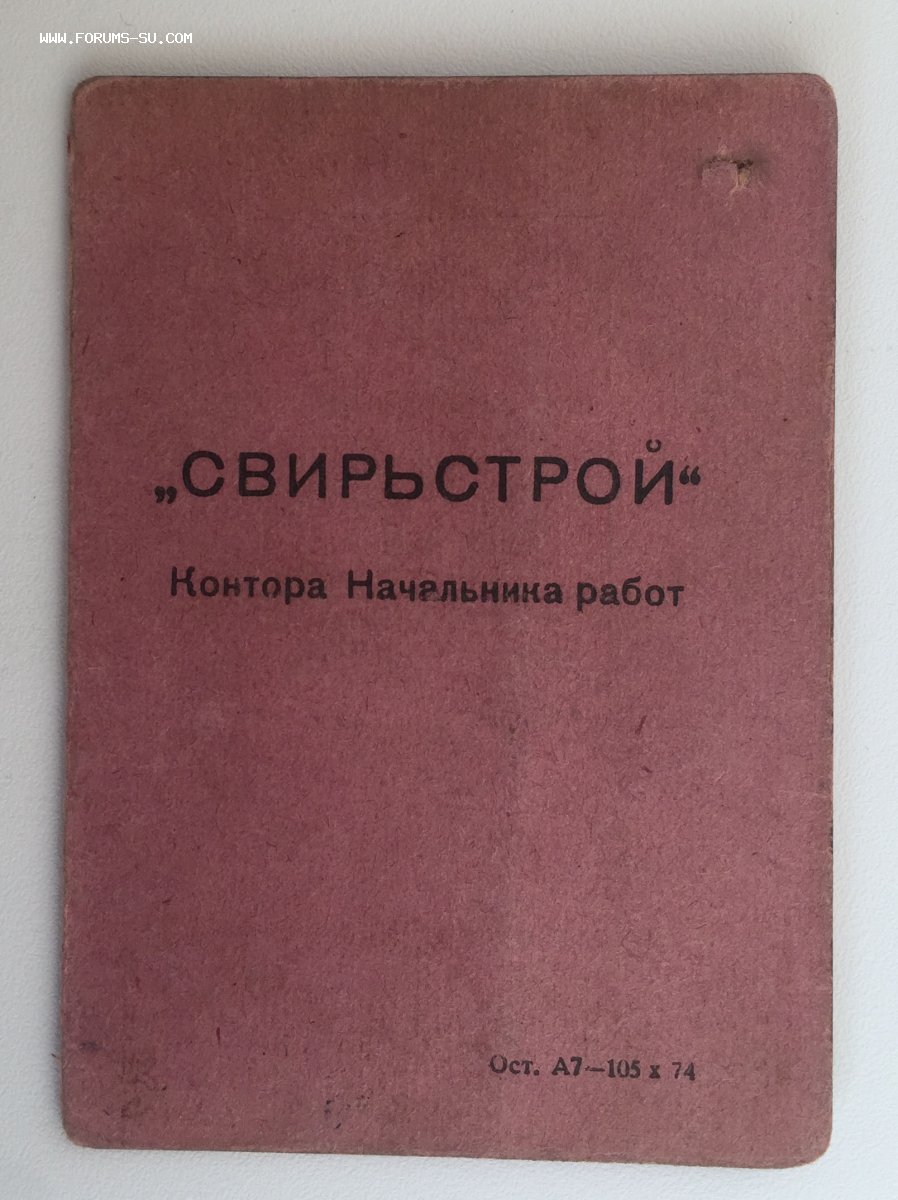 WWW.FORUMS-SU.COM
„СВИРЬСТРОЙ“
Контора Начальника работ
Ост. А7—105 х 74